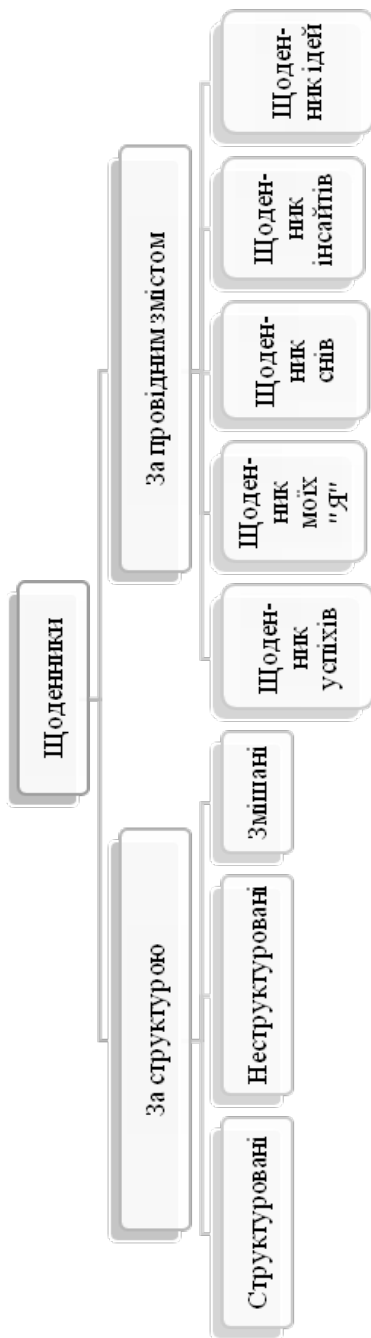 Щоденники
За структурою
За провідним змістом
Структуровані
Неструктуровані
Змішані
Щоден-
ник
успіхів
Щоден-
ник
моїх
"Я"
Щоден-
ник
снів
Щоден-
ник
інсайтів
Щоден-
ник ідей